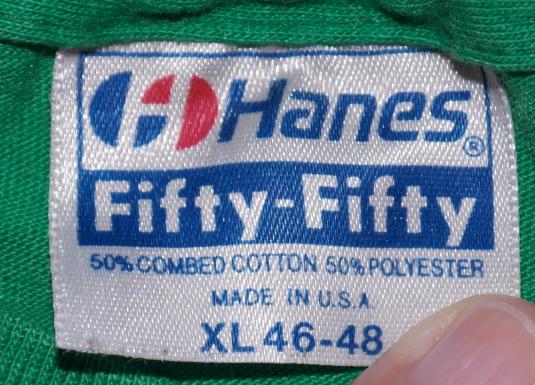 Hanes®
Fifty-Fifty
50% COMBED COTTON 50% POLYESTER
MADE IN U.S.A.
XL 46-48